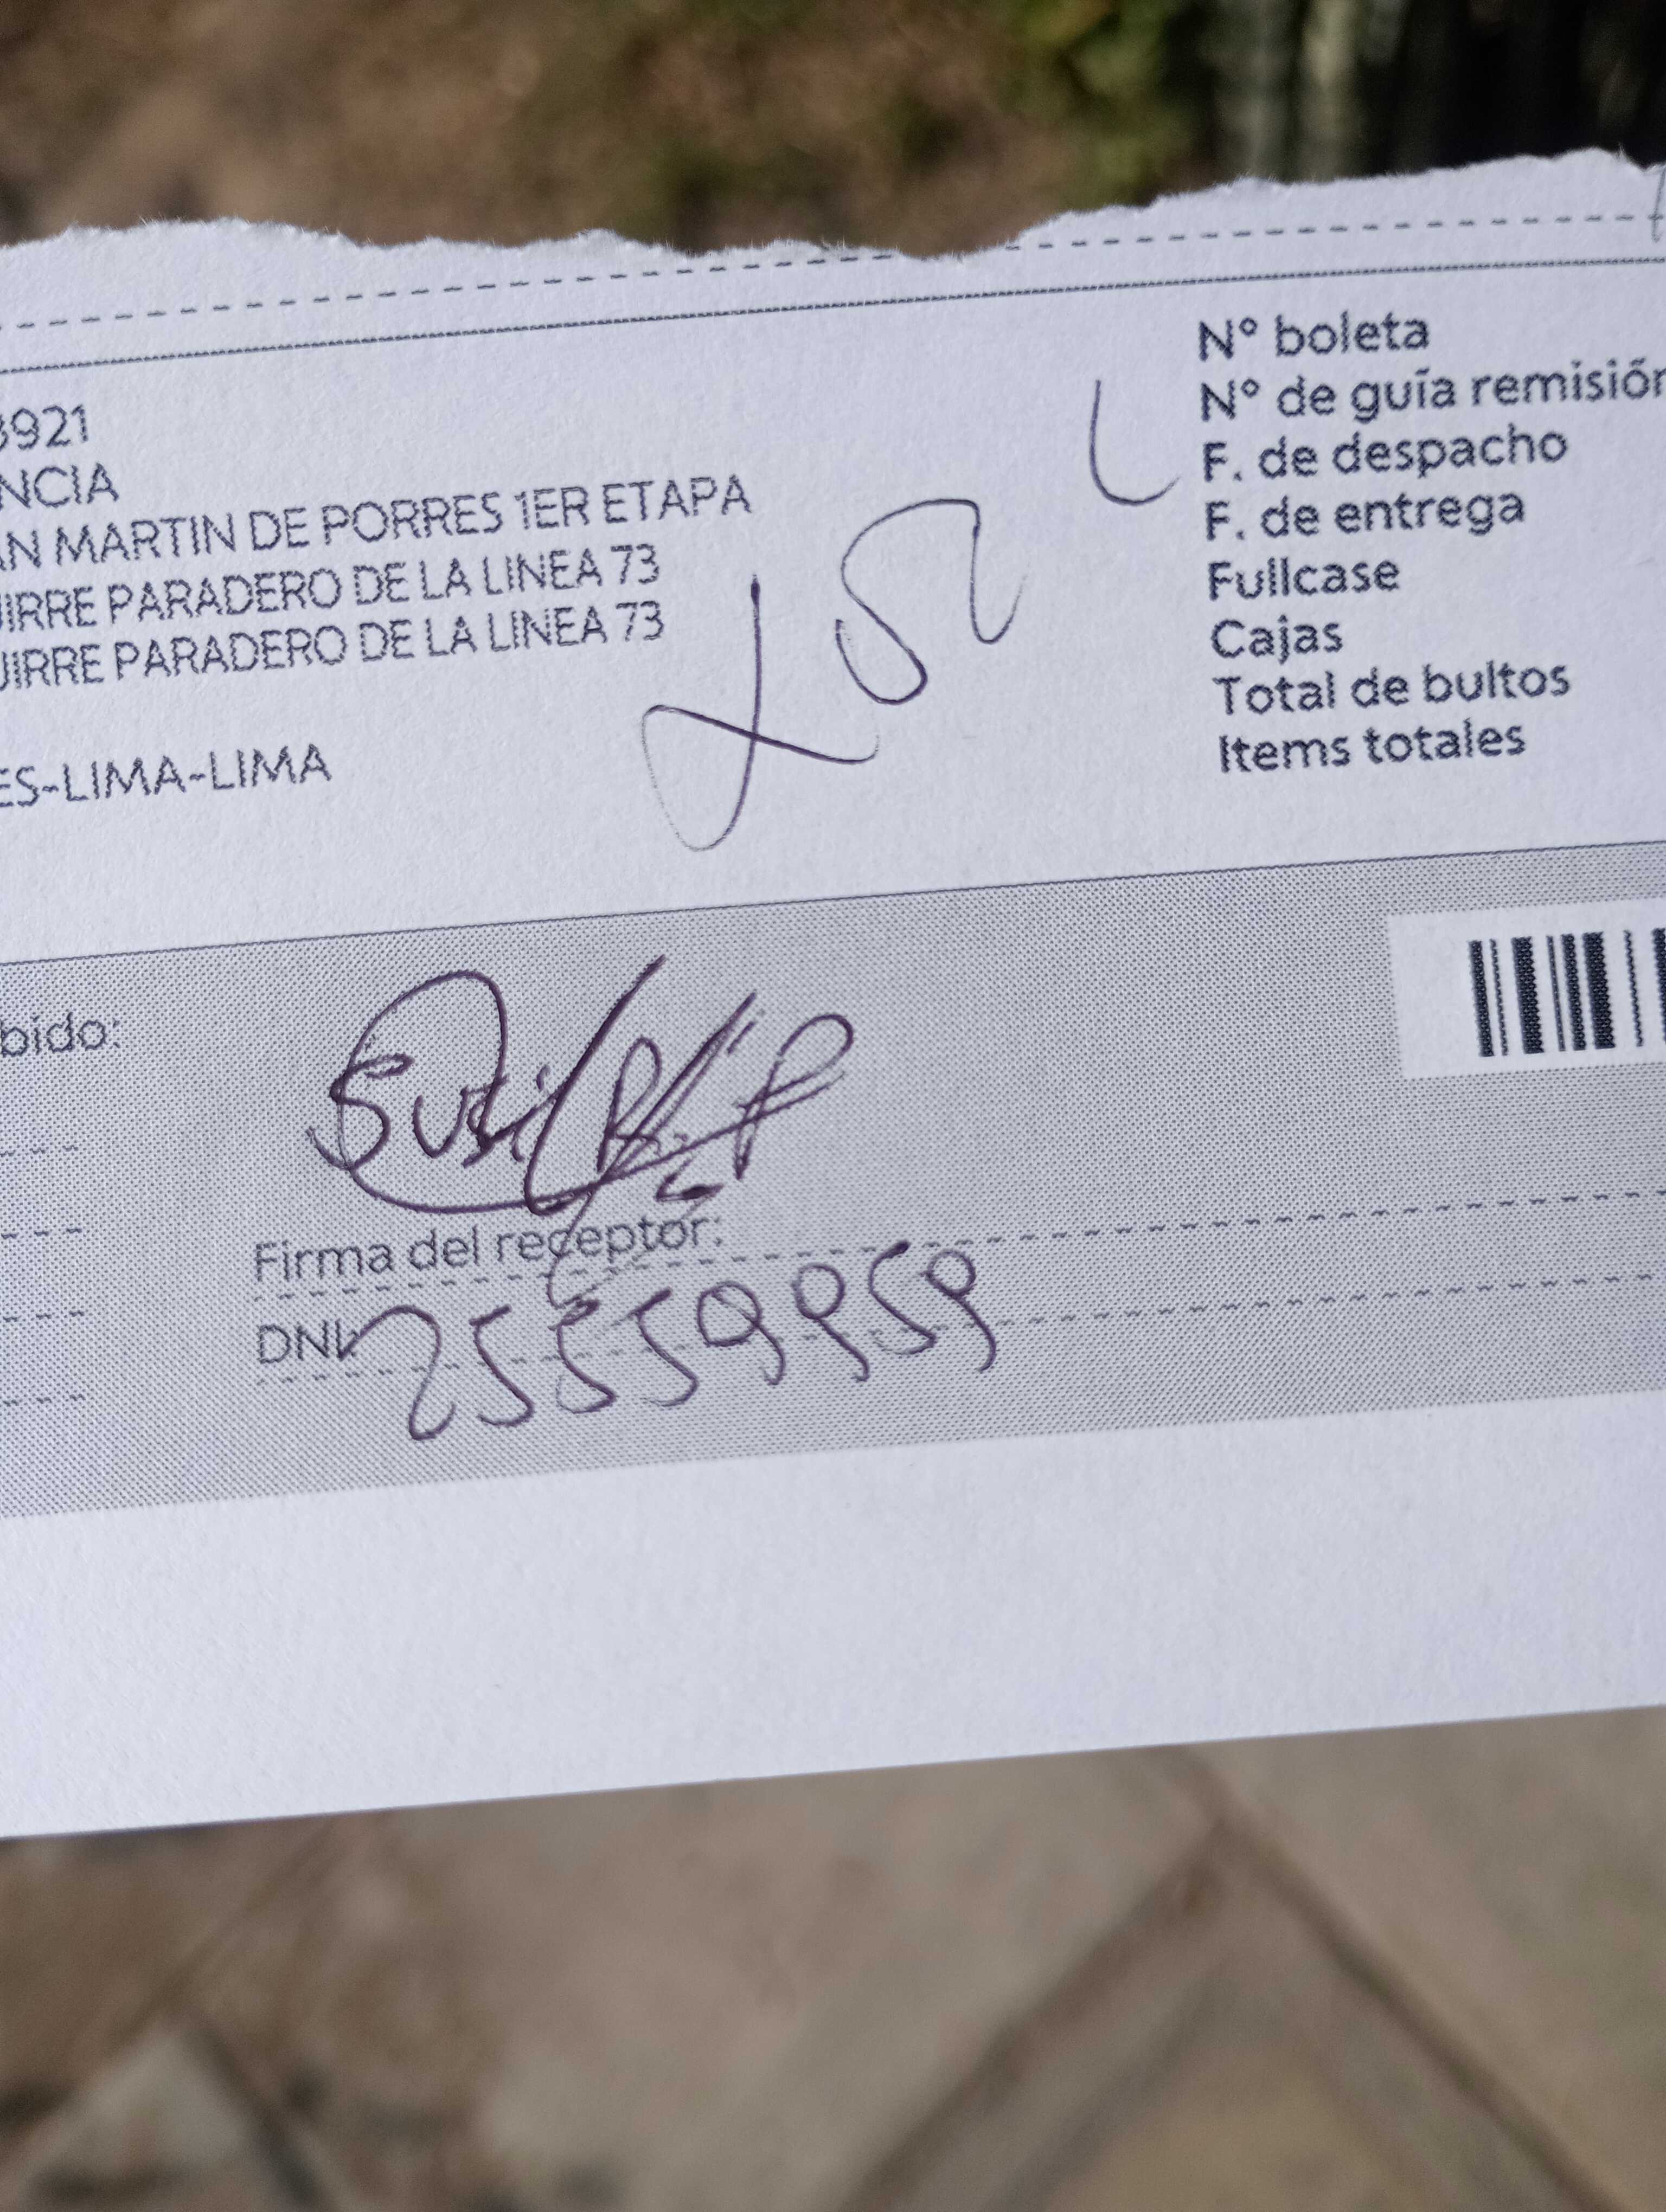 3921
NCIA
AN MARTIN DE PORRES 1ER ETAPA
UIRRE PARADERO DE LA LINEA 73
UIRRE PARADERO DE LA LINEA 73
ES-LIMA-LIMA
N° boleta
N° de guía remisión
F. de despacho
F. de entrega
Fullcase
Cajas
Total de bultos
Items totales
bido:
Susi
Firma del receptor:
DNI: 25559959